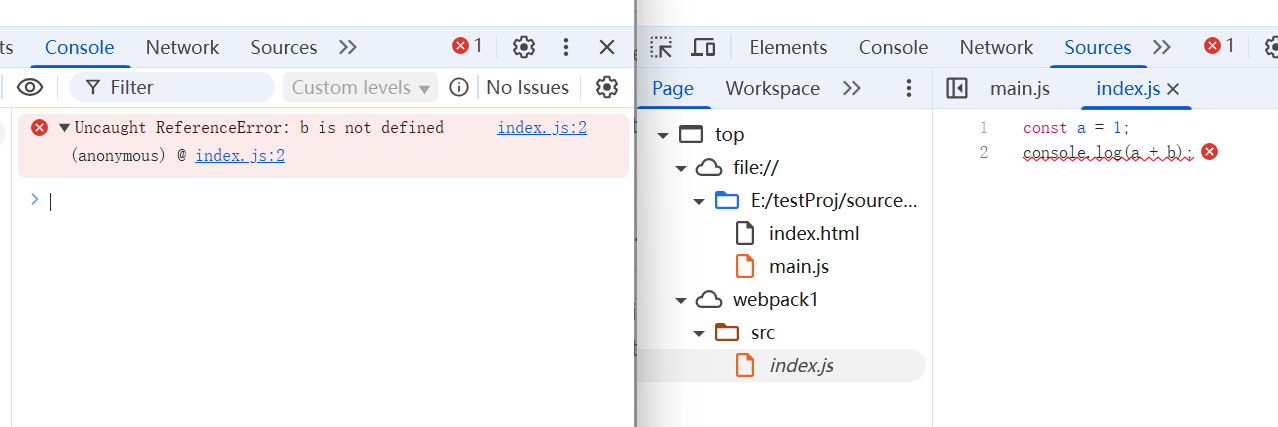 ts Console Network Sources 1
Filter Custom levels No Issues
Uncaught ReferenceError: b is not defined index.js:2
(anonymous) @ index.js:2
Elements Console Network Sources 1
Page Workspace
top
file://
E:/testProj/source...
index.html
main.js
webpack1
src
index.js
main.js index.js
1 const a = 1;
2 console.log(a + b);